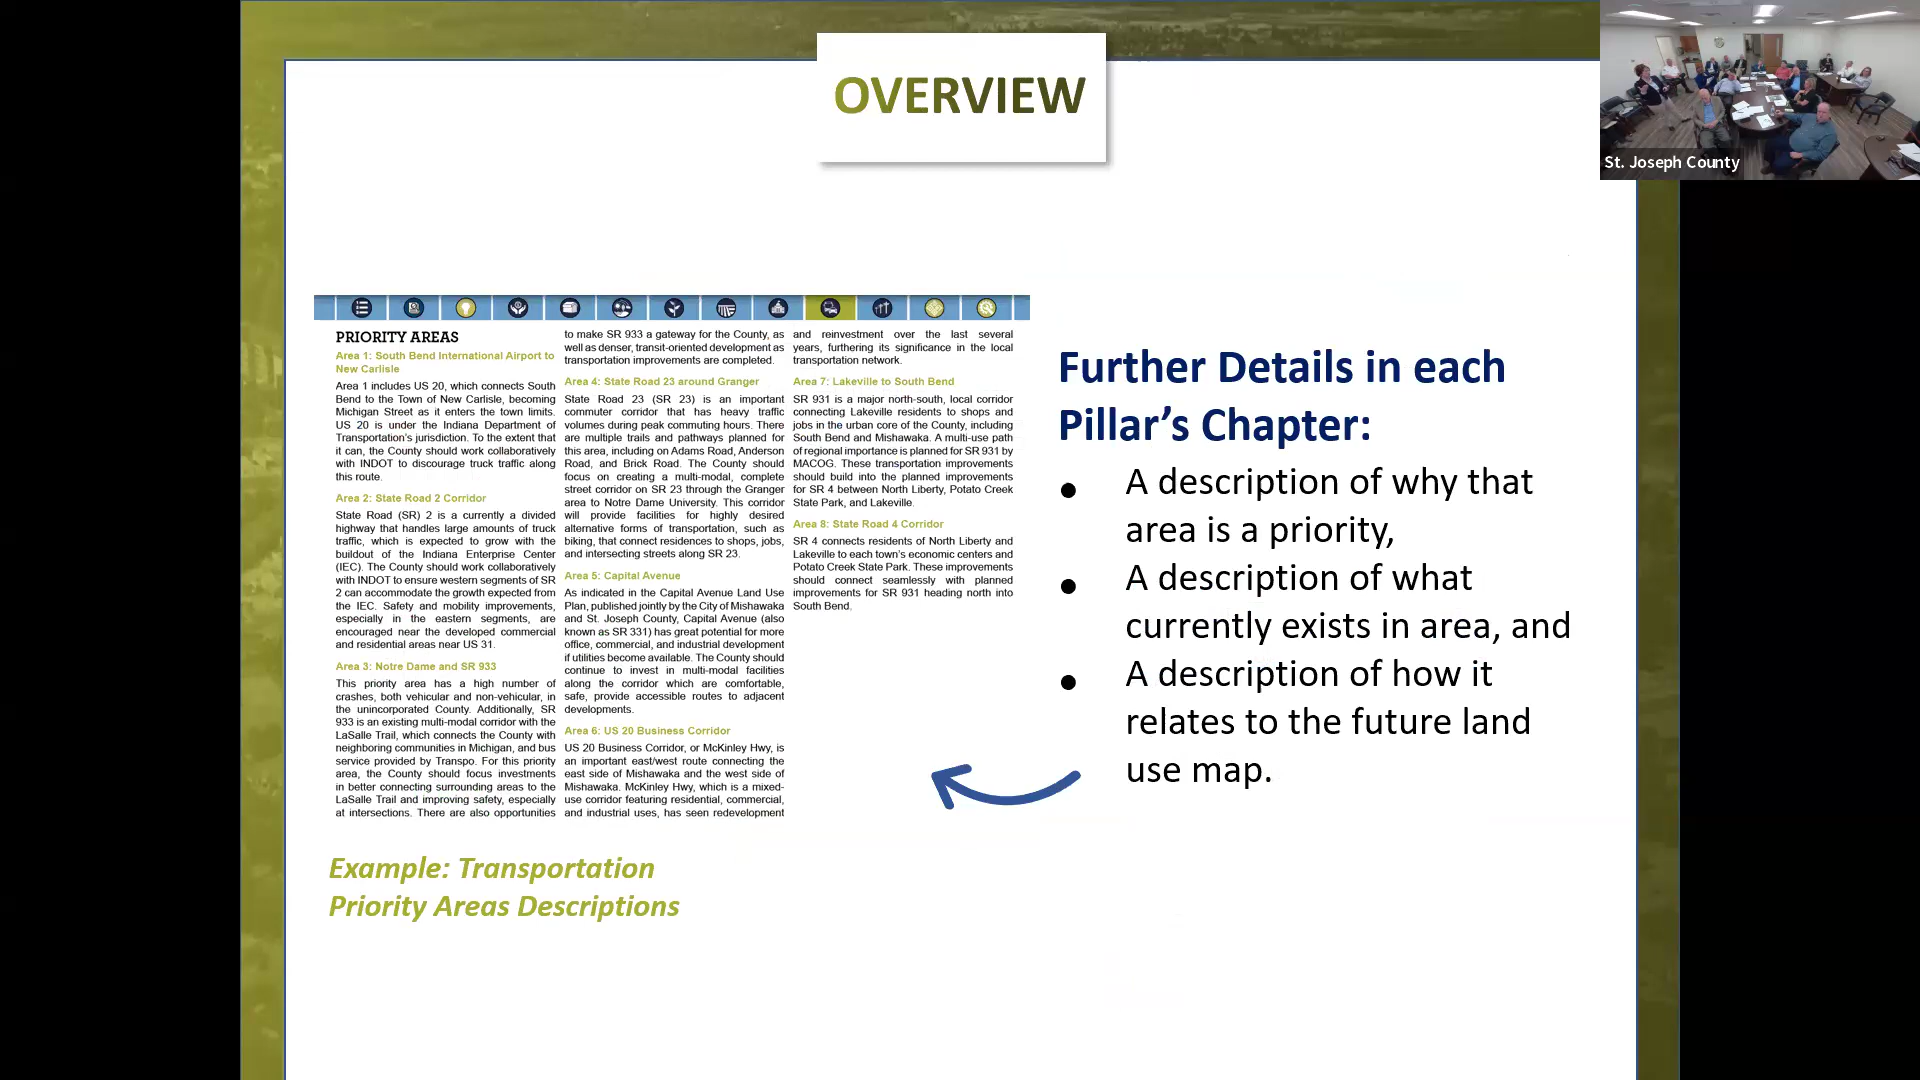 OVERVIEW
St. Joseph County
PRIORITY AREAS
Area 1: South Bend International Airport to
New Carlisle
Area 1 includes US 20, which connects South
Bend to the Town of New Carlisle, becoming
Michigan Street as it enters the town limits.
US 20 is under the Indiana Department of
Transportation's jurisdiction. To the extent that
it can, the County should work collaboratively
with INDOT to discourage truck traffic along
this route.
Area 2: State Road 2 Corridor
State Road (SR) 2 is a currently a divided
highway that handles large amounts of truck
traffic, which is expected to grow with the
buildout of the Indiana Enterprise Center
(IEC). The County should work collaboratively
with INDOT to ensure western segments of SR
2 can accommodate the growth expected from
the IEC. Safety and mobility improvements,
especially in the eastern segments, are
encouraged near the developed commercial
and residential areas near US 31.
Area 3: Notre Dame and SR 933
This priority area has a high number of
crashes, both vehicular and non-vehicular, in
the unincorporated County. Additionally, SR
933 is an existing multi-modal corridor with the
LaSalle Trail, which connects the County with
neighboring communities in Michigan, and bus
service provided by Transpo. For this priority
area, the County should focus investments
in better connecting surrounding areas to the
LaSalle Trail and improving safety, especially
at intersections. There are also opportunities
to make SR 933 a gateway for the County, as
well as denser, transit-oriented development as
transportation improvements are completed.
Area 4: State Road 23 around Granger
State Road 23 (SR 23) is an important
commuter corridor that has heavy traffic
volumes during peak commuting hours. There
are multiple trails and pathways planned for
this area, including on Adams Road, Anderson
Road, and Brick Road. The County should
focus on creating a multi-modal, complete
street corridor on SR 23 through the Granger
area to Notre Dame University. This corridor
will provide facilities for highly desired
alternative forms of transportation, such as
biking, that connect residences to shops, jobs,
and intersecting streets along SR 23.
Area 5: Capital Avenue
As indicated in the Capital Avenue Land Use
Plan, published jointly by the City of Mishawaka
and St. Joseph County, Capital Avenue (also
known as SR 331) has great potential for more
office, commercial, and industrial development
if utilities become available. The County should
continue to invest in multi-modal facilities
along the corridor which are comfortable,
safe, provide accessible routes to adjacent
developments.
Area 6: US 20 Business Corridor
US 20 Business Corridor, or McKinley Hwy, is
an important east/west route connecting the
east side of Mishawaka and the west side of
Mishawaka. McKinley Hwy, which is a mixed-
use corridor featuring residential, commercial,
and industrial uses, has seen redevelopment
and reinvestment over the last several
years, furthering its significance in the local
transportation network.
Area 7: Lakeville to South Bend
SR 931 is a major north-south, local corridor
connecting Lakeville residents to shops and
jobs in the urban core of the County, including
South Bend and Mishawaka. A multi-use path
of regional importance is planned for SR 931 by
MACOG. These transportation improvements
should build into the planned improvements
for SR 4 between North Liberty, Potato Creek
State Park, and Lakeville.
Area 8: State Road 4 Corridor
SR 4 connects residents of North Liberty and
Lakeville to each town's economic centers and
Potato Creek State Park. These improvements
should connect seamlessly with planned
improvements for SR 931 heading north into
South Bend.
Further Details in each
Pillar’s Chapter:
● A description of why that
area is a priority,
● A description of what
currently exists in area, and
● A description of how it
relates to the future land
use map.
Example: Transportation
Priority Areas Descriptions